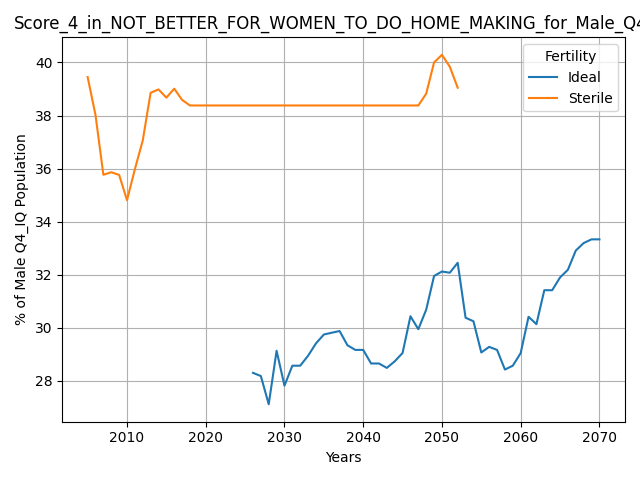 Score_4_in_NOT_BETTER_FOR_WOMEN_TO_DO_HOME_MAKING_for_Male_Q4
Fertility
Ideal
Sterile
% of Male Q4_IQ Population
40
38
36
34
32
30
28
2010 2020 2030 2040 2050 2060 2070
Years